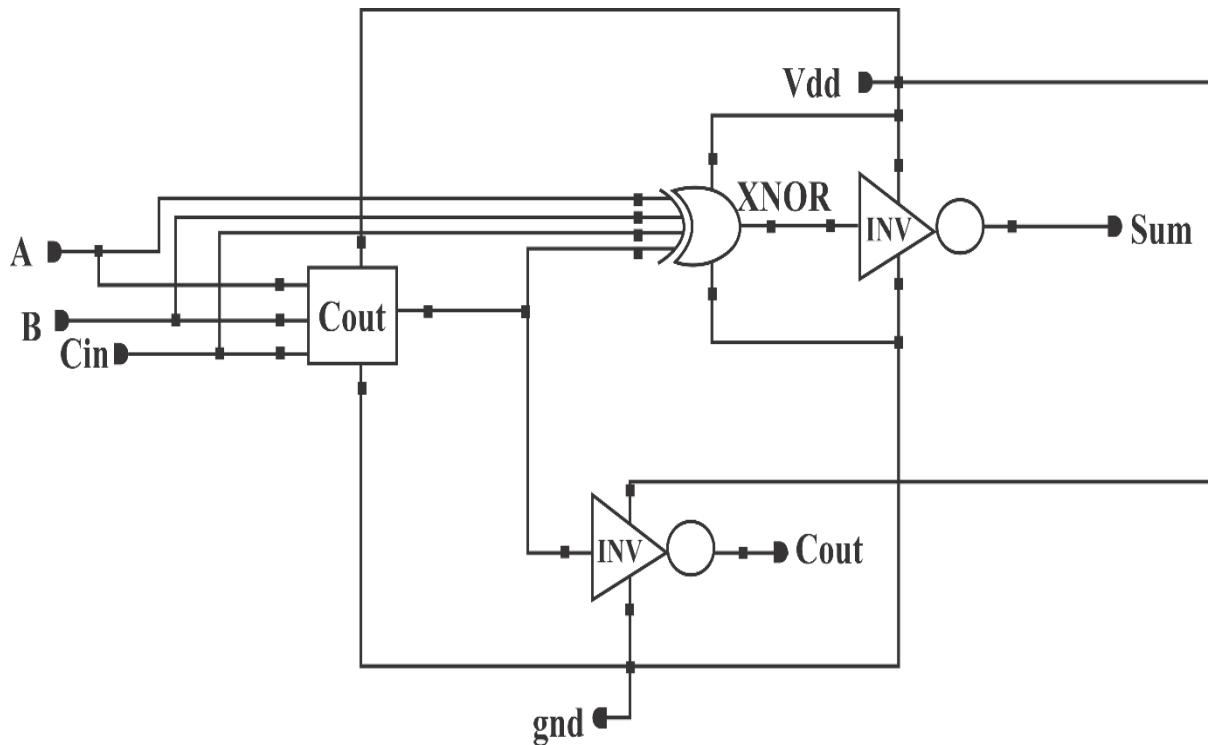 Vdd
XNOR
INV
Sum
A
B
Cin
Cout
INV
Cout
gnd